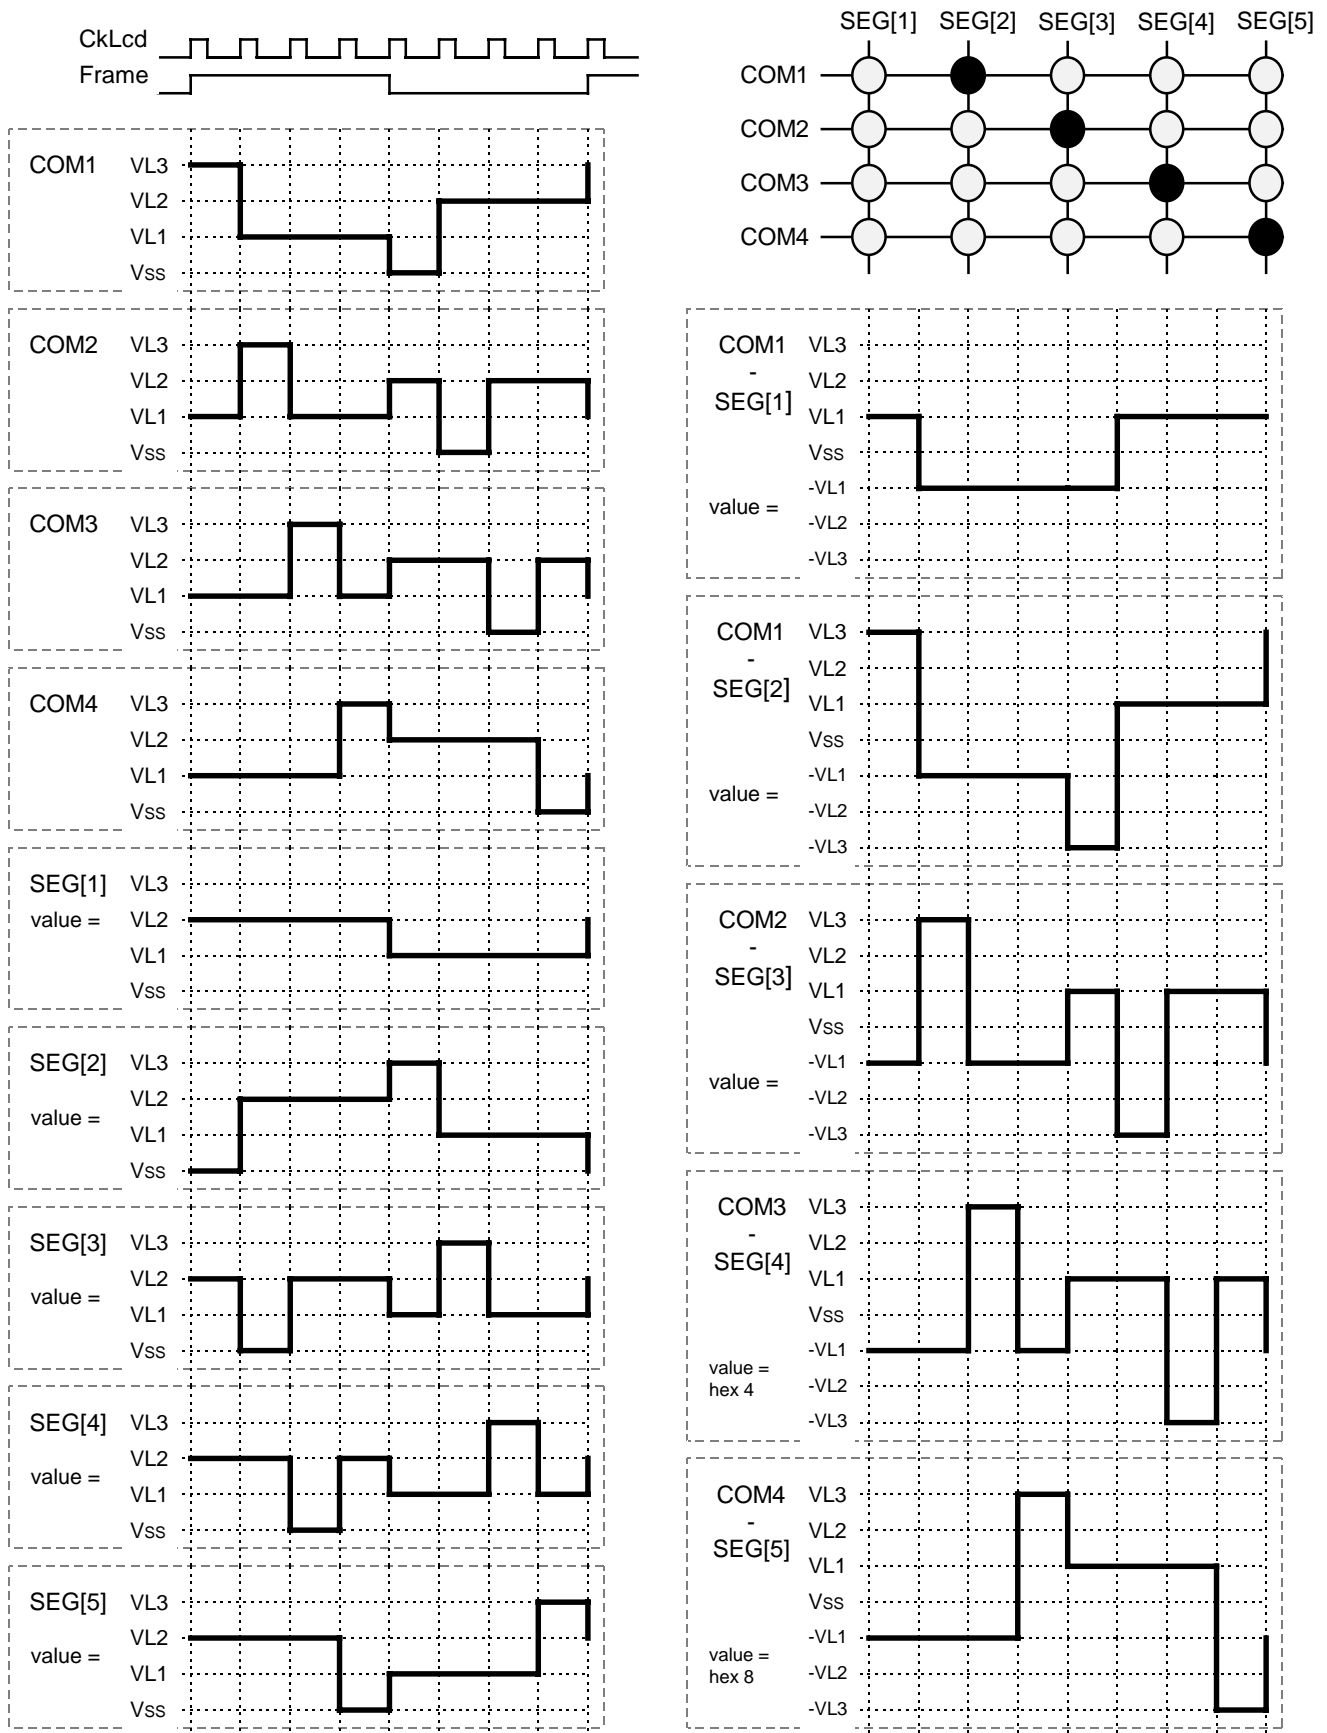 CkLcd
Frame
COM1
VL3
VL2
VL1
Vss
COM2
VL3
VL2
VL1
Vss
COM3
VL3
VL2
VL1
Vss
COM4
VL3
VL2
VL1
Vss
SEG[1]
value =
VL3
VL2
VL1
Vss
SEG[2]
value =
VL3
VL2
VL1
Vss
SEG[3]
value =
VL3
VL2
VL1
Vss
SEG[4]
value =
VL3
VL2
VL1
Vss
SEG[5]
value =
VL3
VL2
VL1
Vss
SEG[1] SEG[2] SEG[3] SEG[4] SEG[5]
COM1
COM2
COM3
COM4
COM1
-
SEG[1]
value =
VL3
VL2
VL1
Vss
-VL1
-VL2
-VL3
COM1
-
SEG[2]
value =
VL3
VL2
VL1
Vss
-VL1
-VL2
-VL3
COM2
-
SEG[3]
value =
VL3
VL2
VL1
Vss
-VL1
-VL2
-VL3
COM3
-
SEG[4]
value =
hex 4
VL3
VL2
VL1
Vss
-VL1
-VL2
-VL3
COM4
-
SEG[5]
value =
hex 8
VL3
VL2
VL1
Vss
-VL1
-VL2
-VL3